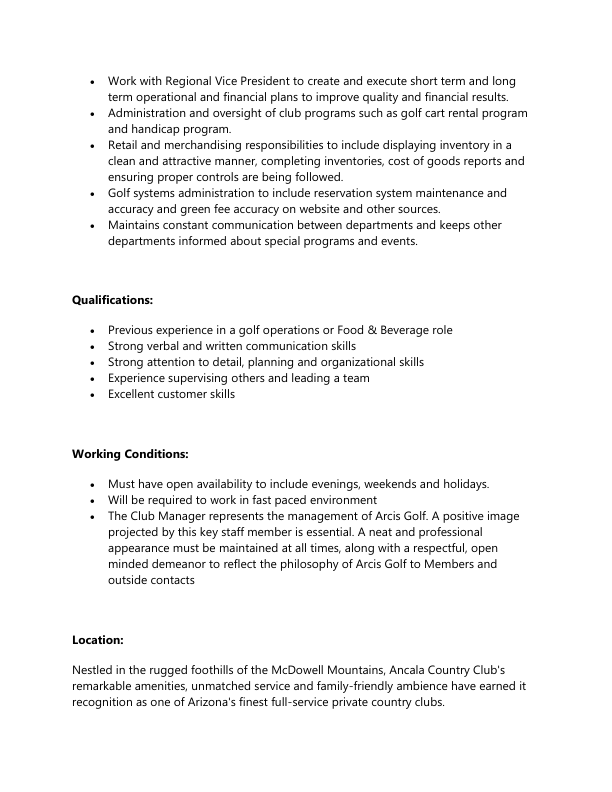 • Work with Regional Vice President to create and execute short term and long
term operational and financial plans to improve quality and financial results.
• Administration and oversight of club programs such as golf cart rental program
and handicap program.
• Retail and merchandising responsibilities to include displaying inventory in a
clean and attractive manner, completing inventories, cost of goods reports and
ensuring proper controls are being followed.
• Golf systems administration to include reservation system maintenance and
accuracy and green fee accuracy on website and other sources.
• Maintains constant communication between departments and keeps other
departments informed about special programs and events.
Qualifications:
• Previous experience in a golf operations or Food & Beverage role
• Strong verbal and written communication skills
• Strong attention to detail, planning and organizational skills
• Experience supervising others and leading a team
• Excellent customer skills
Working Conditions:
• Must have open availability to include evenings, weekends and holidays.
• Will be required to work in fast paced environment
• The Club Manager represents the management of Arcis Golf. A positive image
projected by this key staff member is essential. A neat and professional
appearance must be maintained at all times, along with a respectful, open
minded demeanor to reflect the philosophy of Arcis Golf to Members and
outside contacts
Location:
Nestled in the rugged foothills of the McDowell Mountains, Ancala Country Club's
remarkable amenities, unmatched service and family-friendly ambience have earned it
recognition as one of Arizona's finest full-service private country clubs.